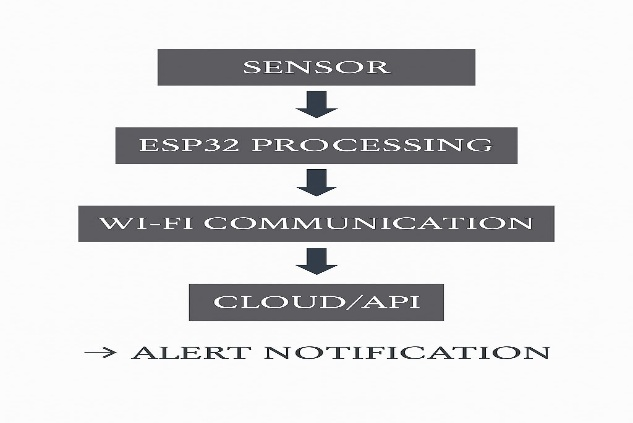 SENSOR
ESP32 PROCESSING
WI-FI COMMUNICATION
CLOUD/API
→ ALERT NOTIFICATION